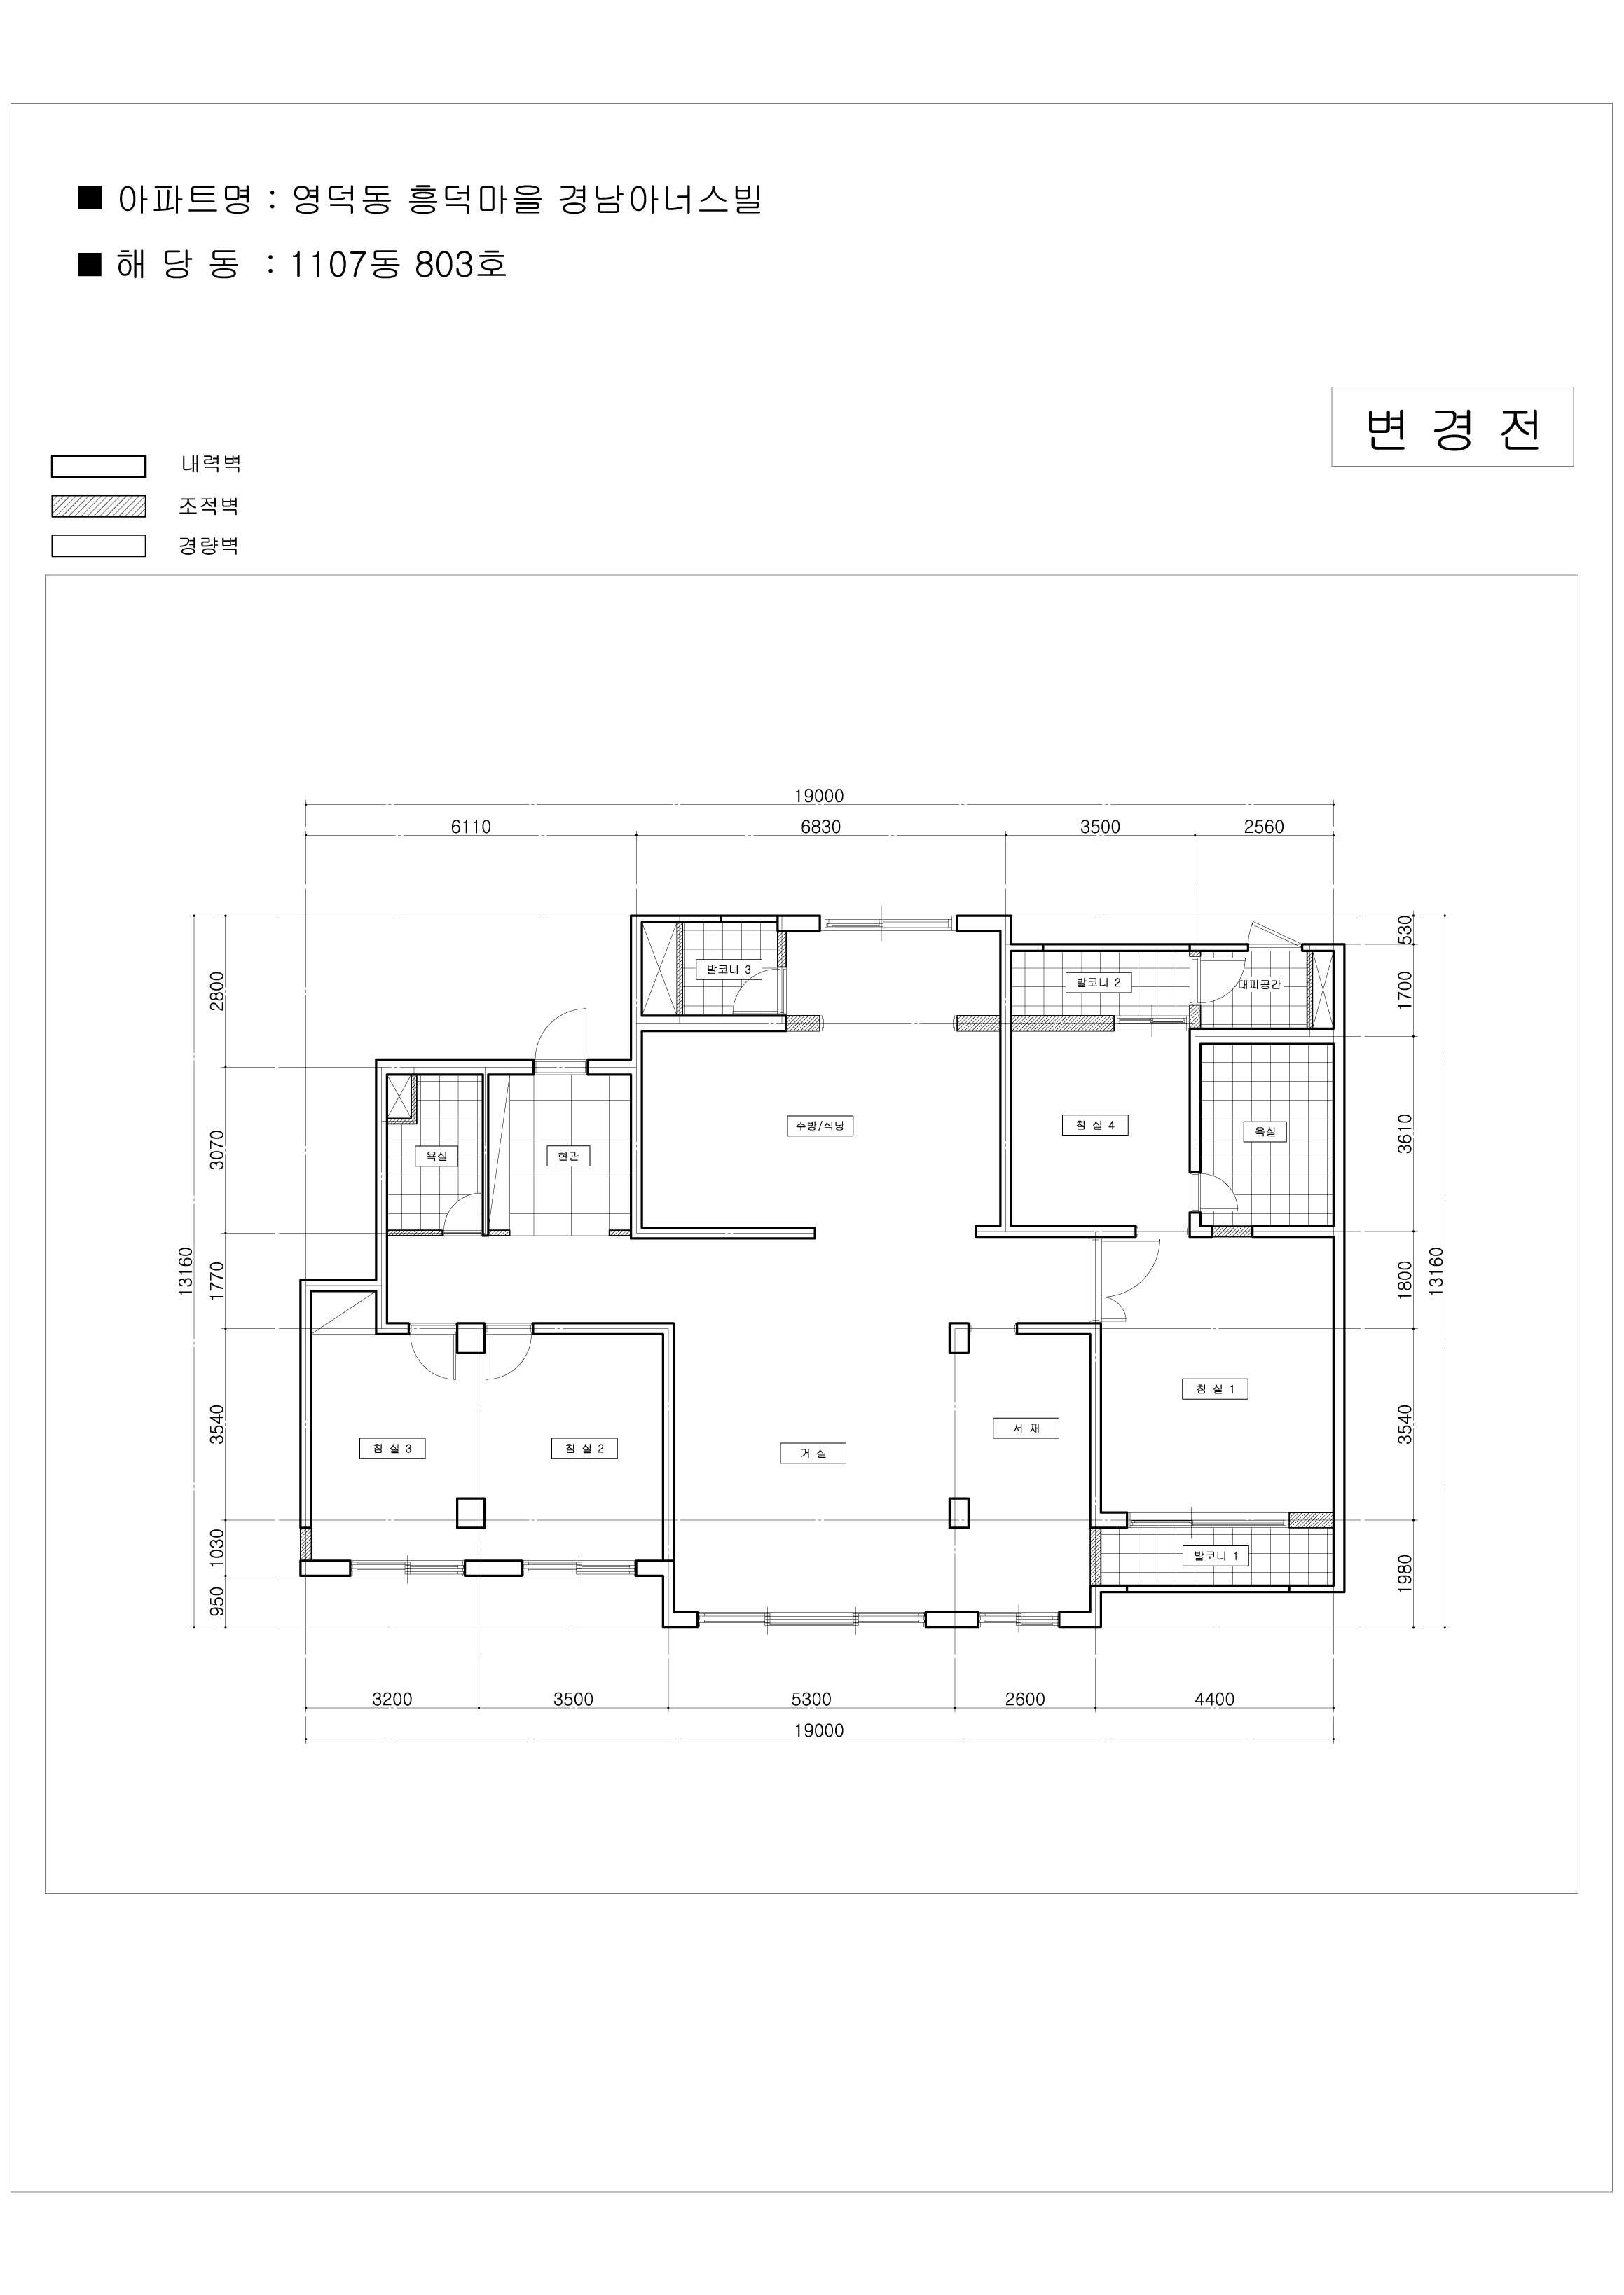 ■ 아파트명 : 영덕동 흥덕마을 경남아너스빌
■ 해 당 동 : 1107동 803호
변 경 전
내력벽
조적벽
경량벽
19000
6110 6830 3500 2560
530
발코니 3
2800
발코니 2
대피공간
1700
주방/식당
침 실 4
욕실
3610
욕실
현관
3070
13160
1770
1800
13160
침 실 1
서 재
3540
침 실 3
침 실 2
거 실
3540
1030
발코니 1
1980
950
3200 3500 5300 2600 4400
19000